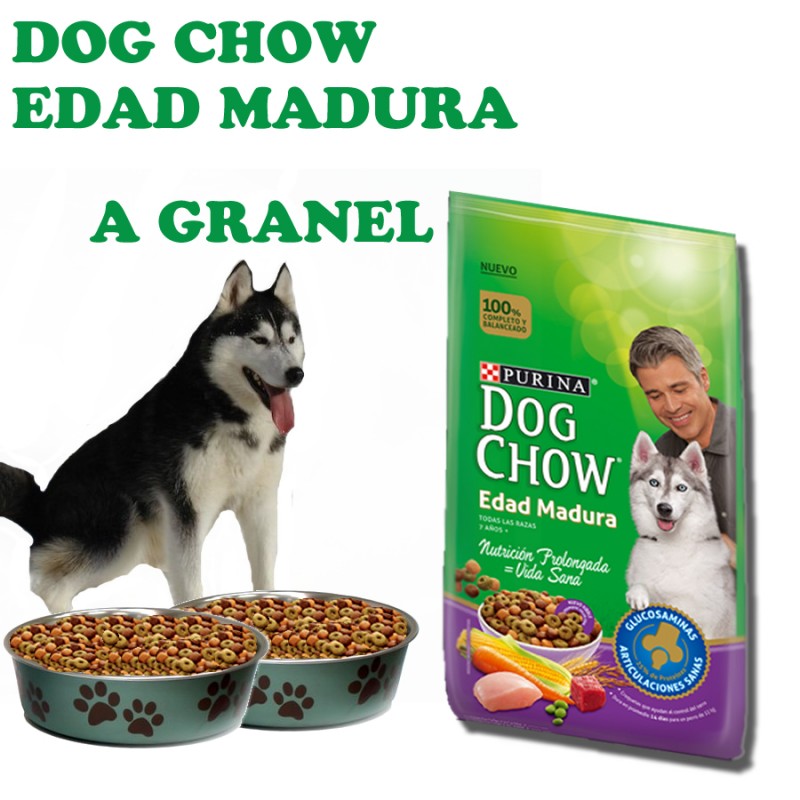 DOG CHOW
EDAD MADURA
A GRANEL
NUEVO
100%
COMPLETO Y
BALANCEADO
PURINA®
DOG
CHOW®
Edad Madura
TODAS LAS RAZAS
7 AÑOS +
Nutrición Prolongada
= Vida Sana
GLUCOSAMINAS
ARTICULACIONES SANAS